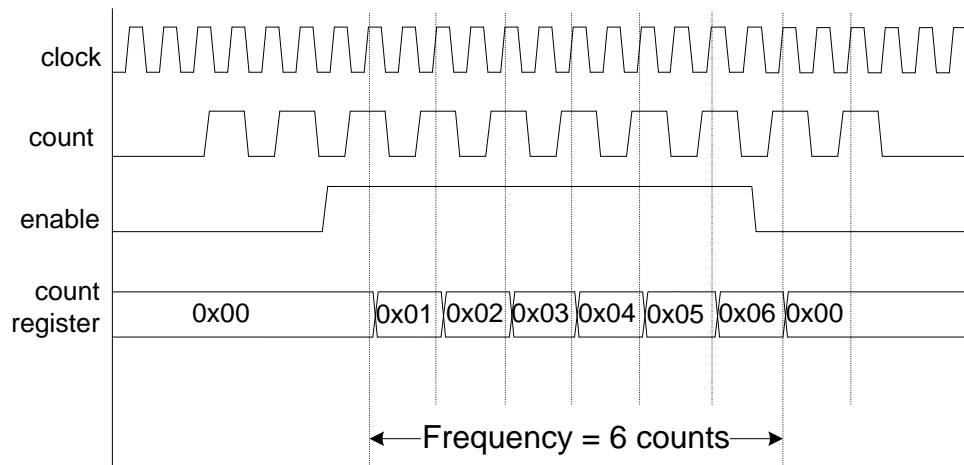 clock
count
enable
count
register
0x00 0x01 0x02 0x03 0x04 0x05 0x06 0x00
Frequency = 6 counts